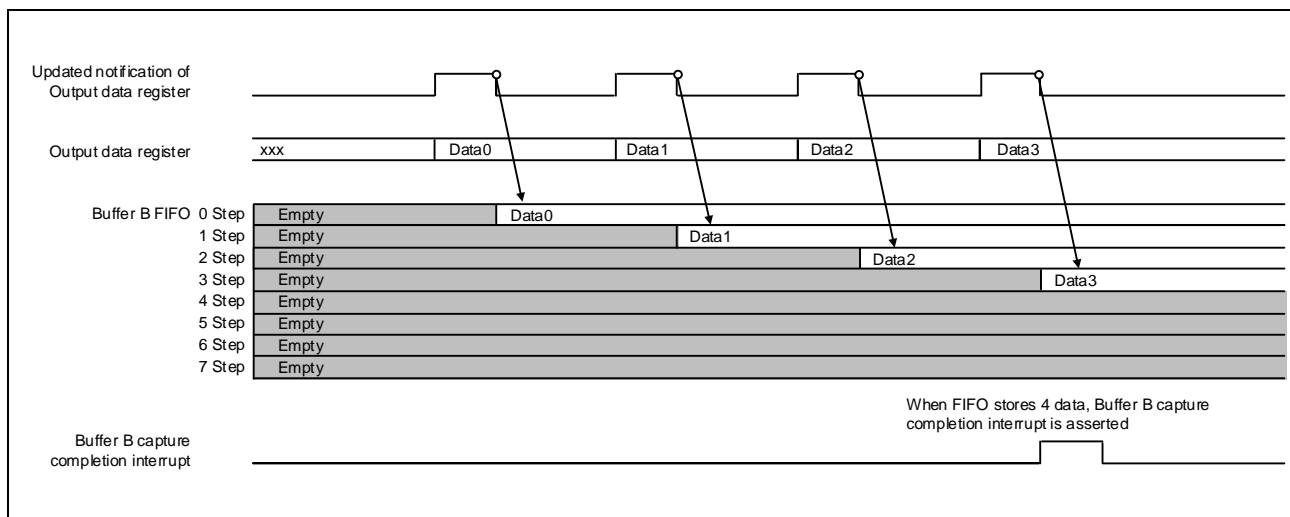 Updated notification of
Output data register
Output data register xxx Data0 Data1 Data2 Data3
Buffer B FIFO 0 Step Empty Data0
1 Step Empty Data1
2 Step Empty Data2
3 Step Empty Data3
4 Step Empty
5 Step Empty
6 Step Empty
7 Step Empty
When FIFO stores 4 data, Buffer B capture
completion interrupt is asserted
Buffer B capture
completion interrupt